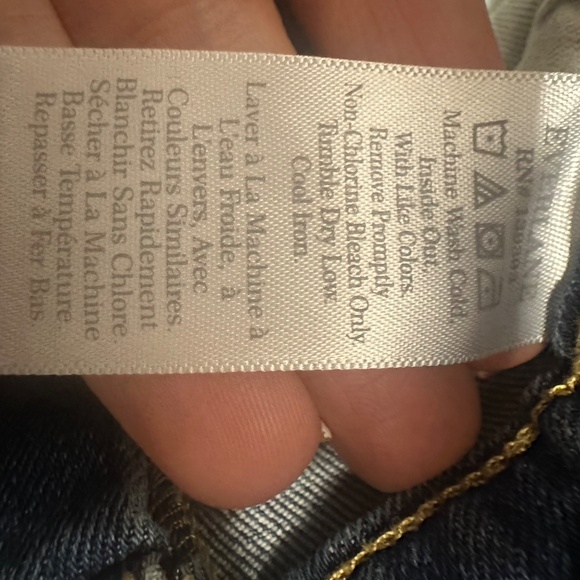 EVERLANE
RN#
Machine Wash Cold,
Inside Out,
With Like Colors.
Remove Promptly
Non-Chlorine Bleach Only
Tumble Dry Low.
Cool Iron.
Laver à La Machine à
L'eau Froide, à
L'envers, Avec
Couleurs Similaires.
Retirez Rapidement
Blanchir Sans Chlore.
Sécher à La Machine
Basse Température.
Repasser à Fer Bas.